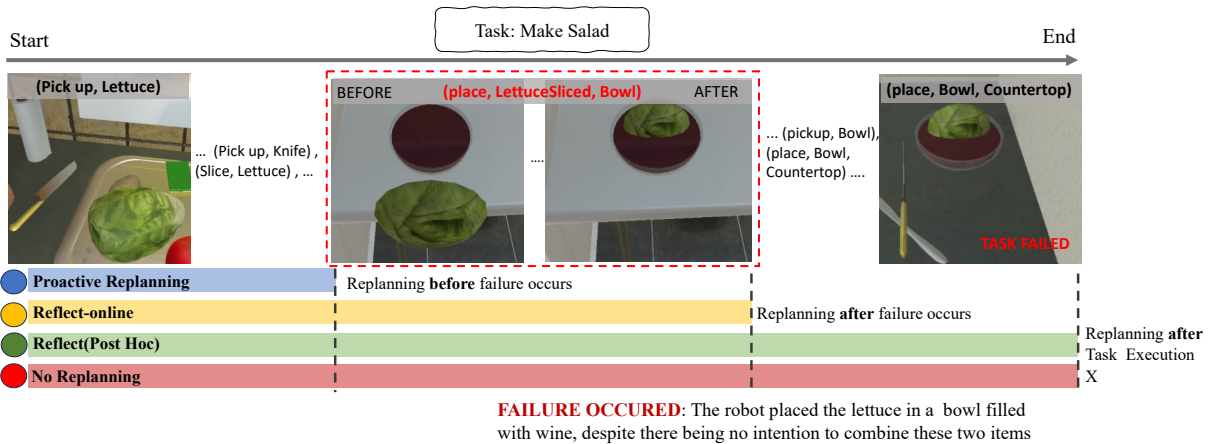 Task: Make Salad
Start
End
(Pick up, Lettuce)
... (Pick up, Knife) ,
(Slice, Lettuce) , ...
BEFORE
(place, LettuceSliced, Bowl)
AFTER
....
... (pickup, Bowl),
(place, Bowl,
Countertop) ....
(place, Bowl, Countertop)
TASK FAILED
Proactive Replanning
Replanning before failure occurs
Reflect-online
Replanning after failure occurs
Reflect(Post Hoc)
Replanning after
Task Execution
No Replanning
X
FAILURE OCCURED: The robot placed the lettuce in a bowl filled
with wine, despite there being no intention to combine these two items